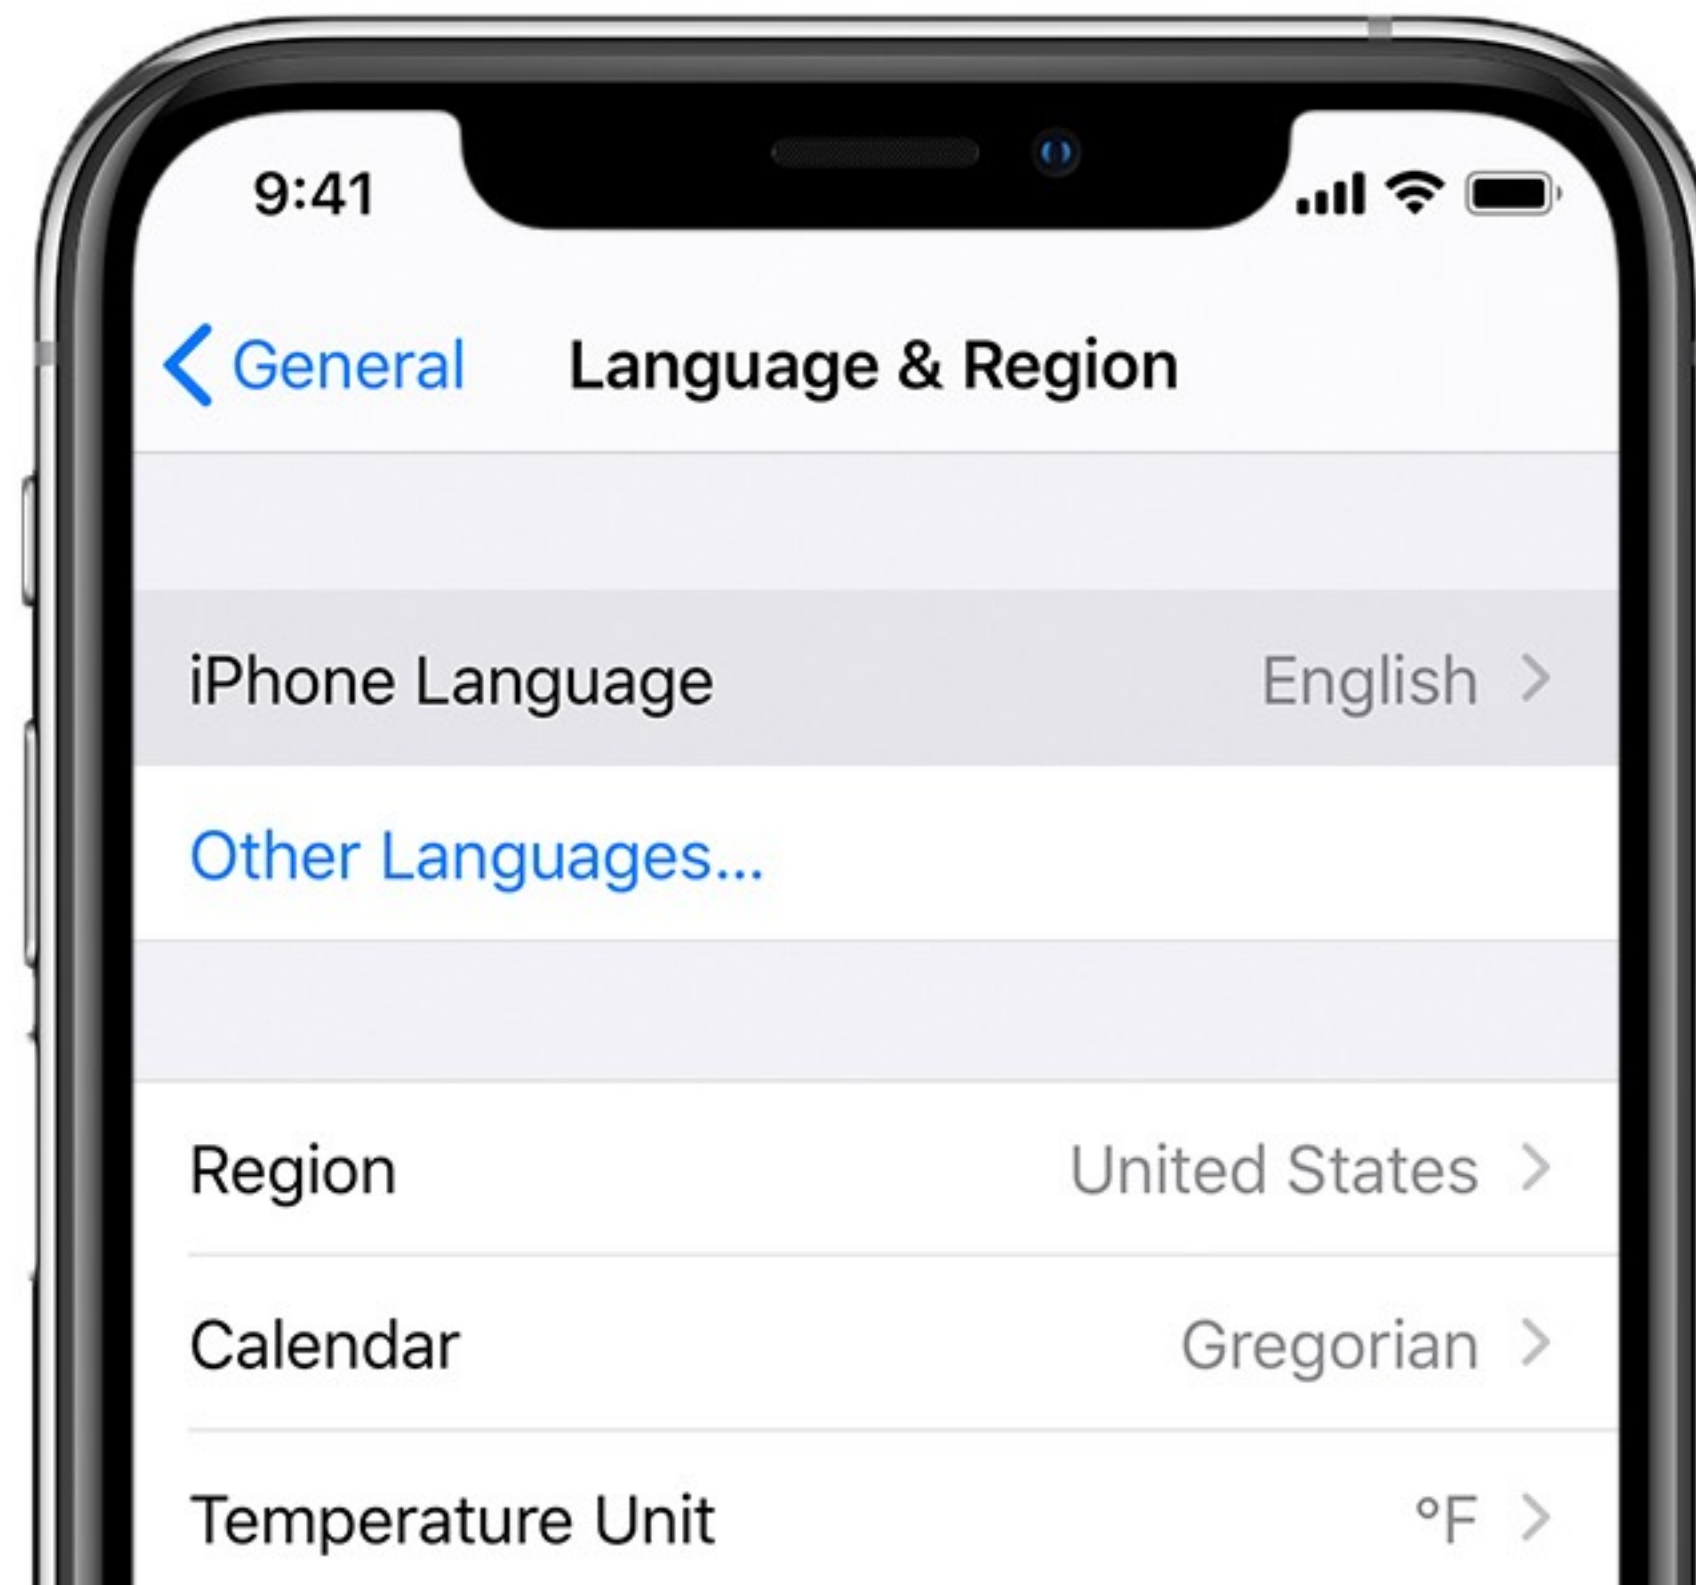 9:41
General Language & Region
iPhone Language English
Other Languages...
Region United States
Calendar Gregorian
Temperature Unit °F